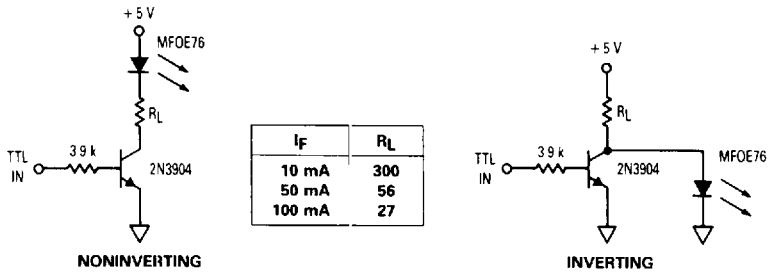 + 5 V
MFOE76
RL
TTL
IN
3 9 k
2N3904
NONINVERTING
IF RL
10 mA 300
50 mA 56
100 mA 27
+ 5 V
RL
TTL
IN
3 9 k
2N3904
MFOE76
INVERTING